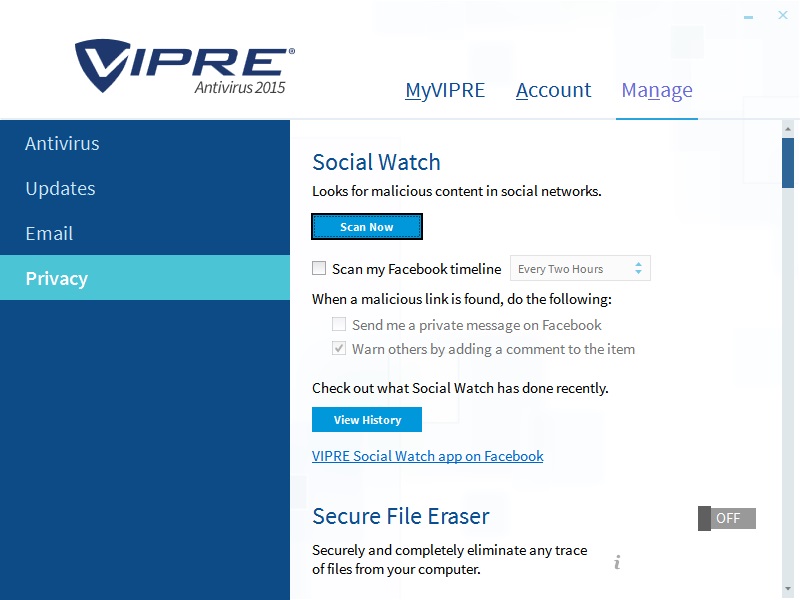 VIPRE®
Antivirus 2015
MyVIPRE Account Manage
Antivirus
Updates
Email
Privacy
Social Watch
Looks for malicious content in social networks.
Scan Now
Scan my Facebook timeline Every Two Hours
When a malicious link is found, do the following:
Send me a private message on Facebook
Warn others by adding a comment to the item
Check out what Social Watch has done recently.
View History
VIPRE Social Watch app on Facebook
Secure File Eraser OFF
Securely and completely eliminate any trace
of files from your computer. i